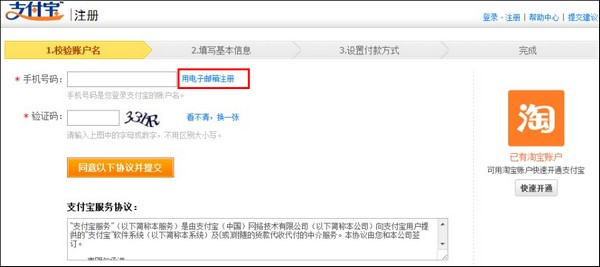 支付宝 注册
登录 - 注册 | 帮助中心 | 提交建议
1.校验账户名 2.填写基本信息 3.设置付款方式 完成
* 手机号码： 用电子邮箱注册
手机号码是您登录支付宝的账户名。
* 验证码： 看不清，换一张
请输入上图中的字母或数字，不用区别大小写。
同意以下协议并提交
淘
已有淘宝账户
可用淘宝账户快速开通支付宝
快速开通
支付宝服务协议：
"支付宝服务"（以下简称本服务）是由支付宝（中国）网络技术有限公司（以下简称本公司）向支付宝用户提
供的"支付宝"软件系统（以下简称本系统）及(或)附随的货款代收代付的中介服务。本协议由您和本公司签
订。